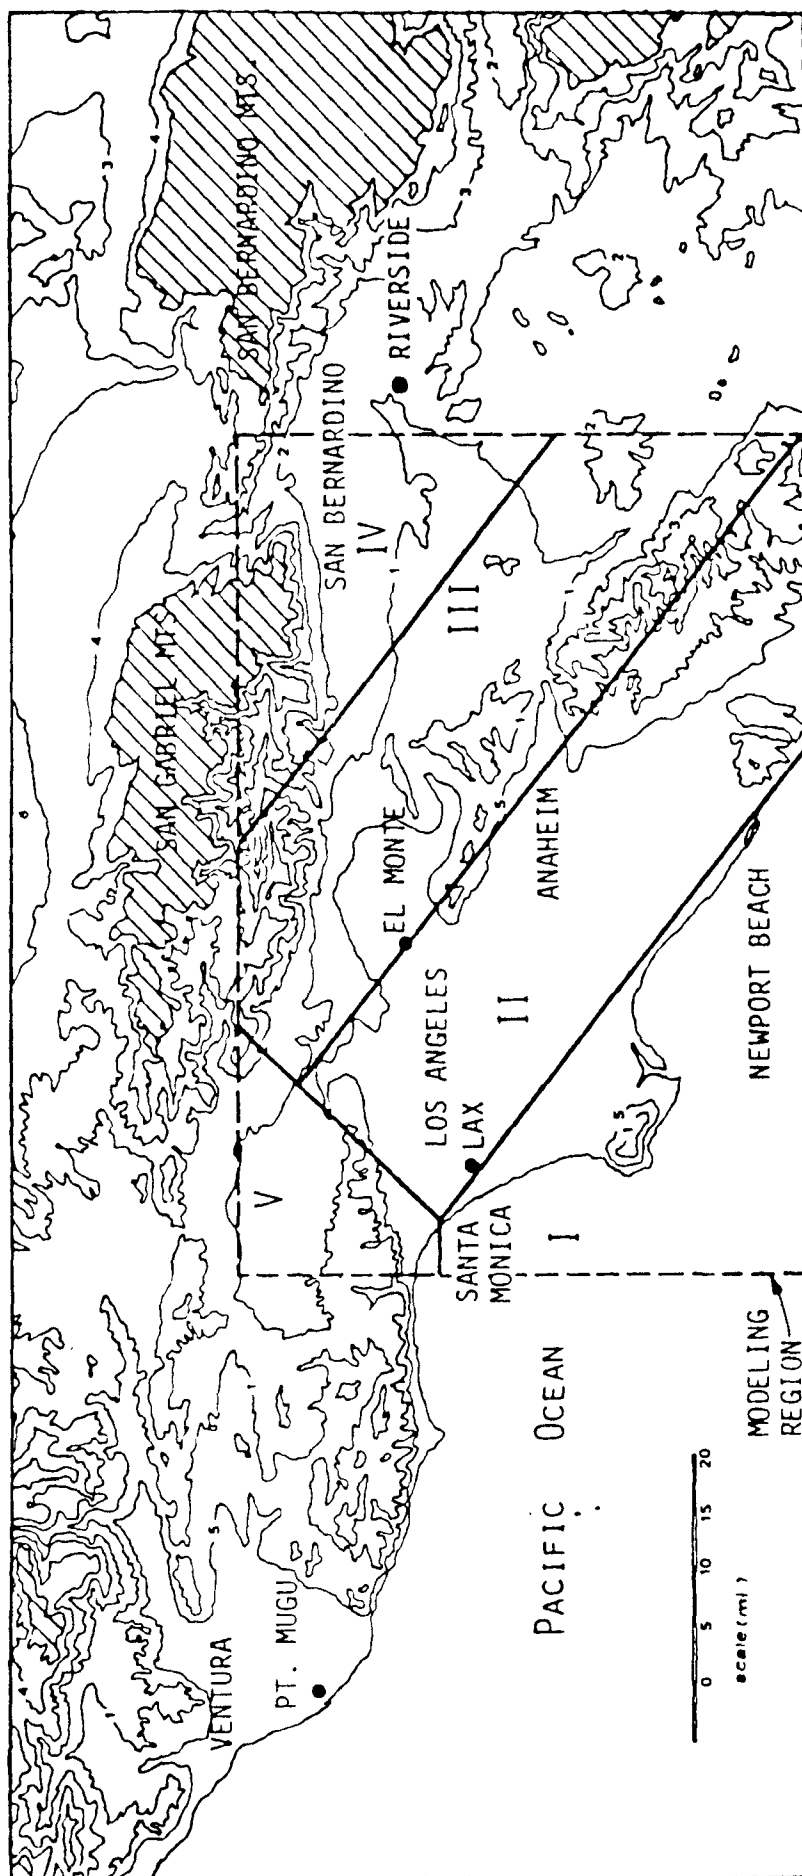 SAN GABRIEL MTS.
SAN BERNARDINO MTS.
VENTURA
PT. MUGU
V
SAN BERNARDINO
IV
RIVERSIDE
EL MONTE
III
LOS ANGELES
LAX
II
ANAHEIM
SANTA
MONICA
I
PACIFIC OCEAN
NEWPORT BEACH
MODELING
REGION
0 5 10 15 20
scale(mi)